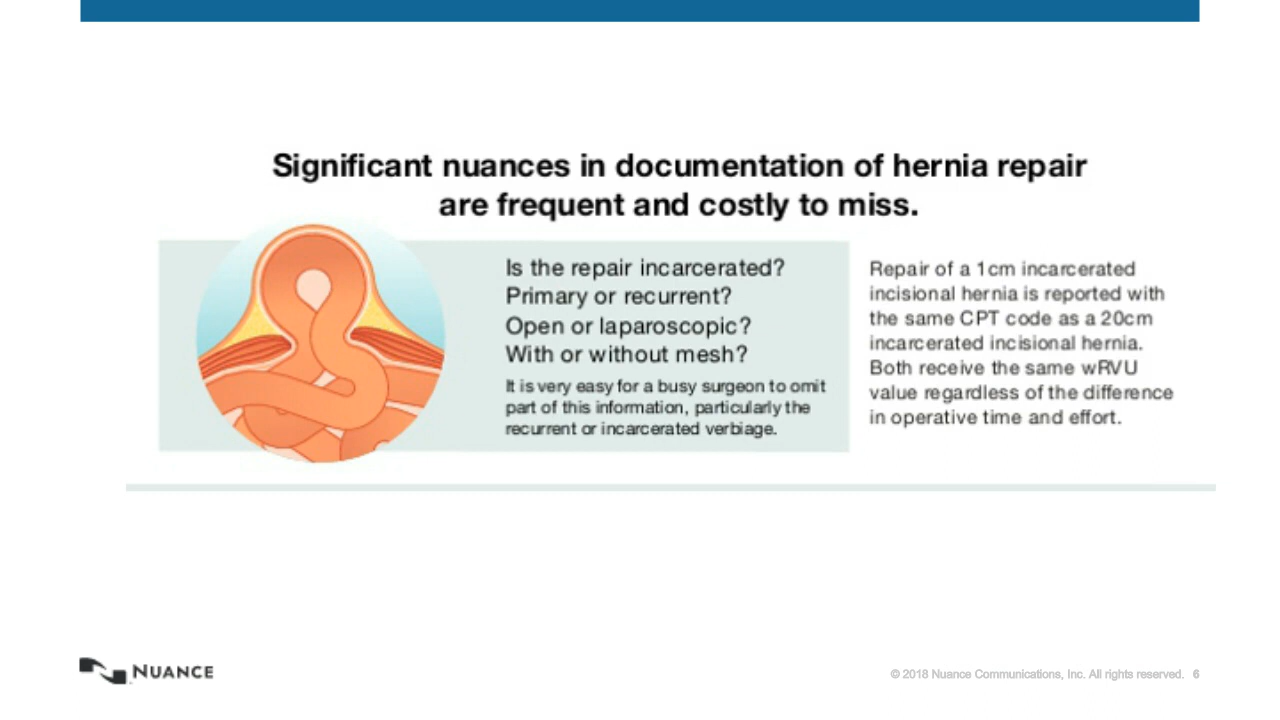 Significant nuances in documentation of hernia repair
are frequent and costly to miss.
Is the repair incarcerated?
Primary or recurrent?
Open or laparoscopic?
With or without mesh?
It is very easy for a busy surgeon to omit
part of this information, particularly the
recurrent or incarcerated verbiage.
Repair of a 1cm incarcerated
incisional hernia is reported with
the same CPT code as a 20cm
incarcerated incisional hernia.
Both receive the same wRVU
value regardless of the difference
in operative time and effort.
NUANCE
© 2018 Nuance Communications, Inc. All rights reserved. 6